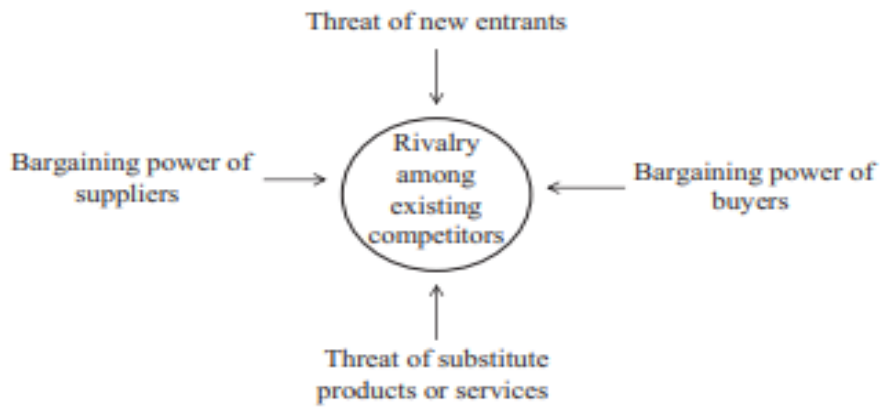 Threat of new entrants
Bargaining power of
suppliers
Rivalry
among
existing
competitors
Bargaining power of
buyers
Threat of substitute
products or services